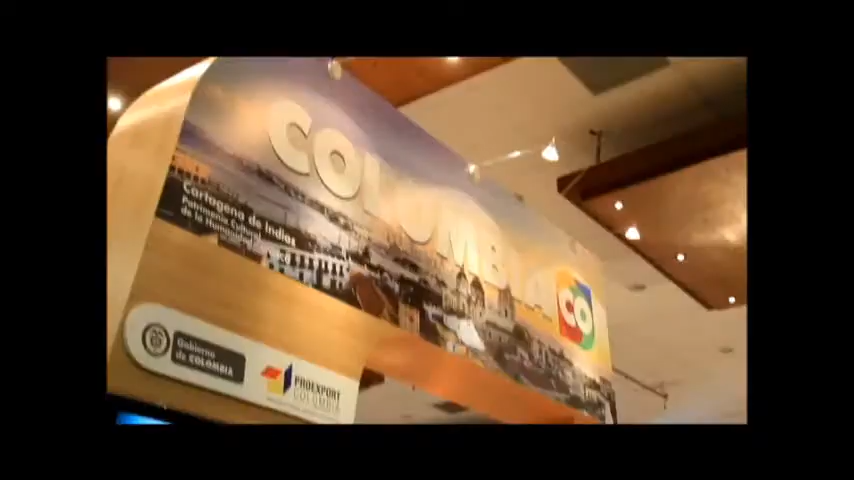 COLOMBIA
CO
Cartagena de Indias
Patrimonio Cultural
de la Humanidad
Gobierno
de COLOMBIA
PROEXPORT
COLOMBIA